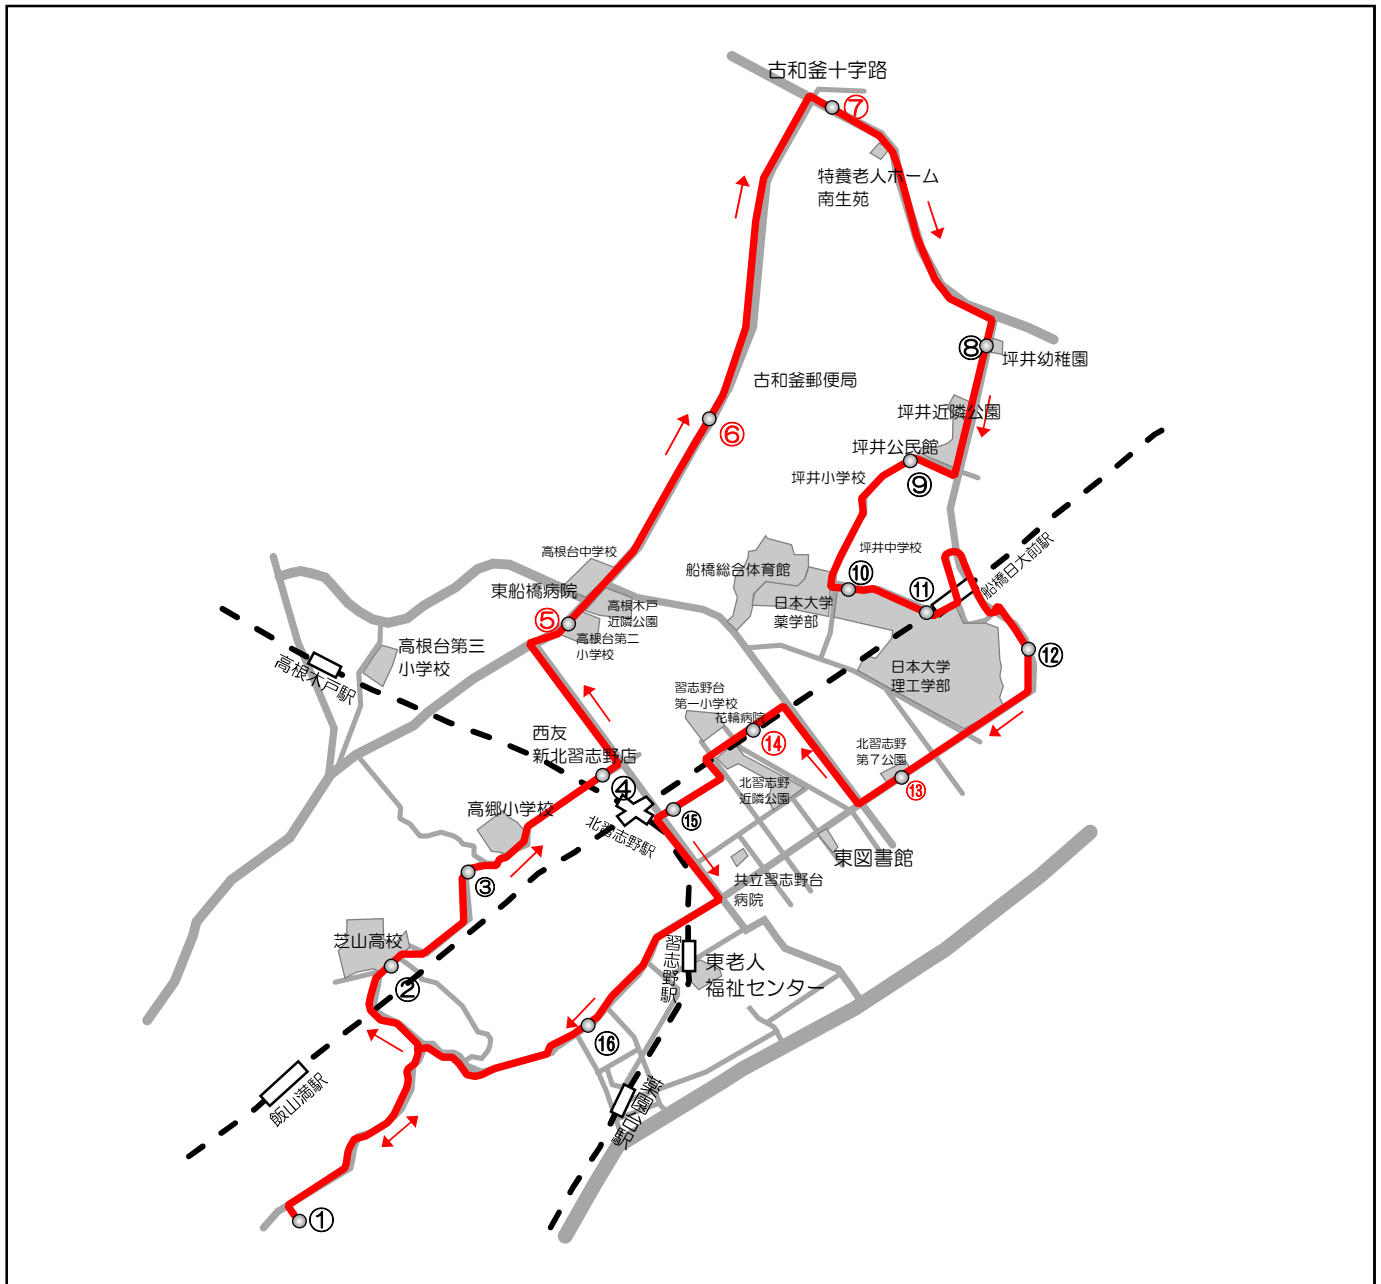 古和釜十字路
⑦
特養老人ホーム
南生苑
⑧
坪井幼稚園
古和釜郵便局
坪井近隣公園
⑥
坪井公民館
坪井小学校
⑨
高根台中学校
坪井中学校
船橋日大前駅
船橋総合体育館
東船橋病院
⑩
⑪
高根木戸
近隣公園
日本大学
薬学部
⑤
高根台第二
小学校
高根台第三
小学校
⑫
高根木戸駅
日本大学
理工学部
習志野台
第一小学校
花輪病院
西友
新北習志野店
⑭
北習志野
第7公園
④
北習志野
近隣公園
⑬
高郷小学校
⑮
北習志野駅
東図書館
③
共立習志野台
病院
芝山高校
習志野駅
東老人
福祉センター
②
⑯
飯山満駅
薬園台駅
①